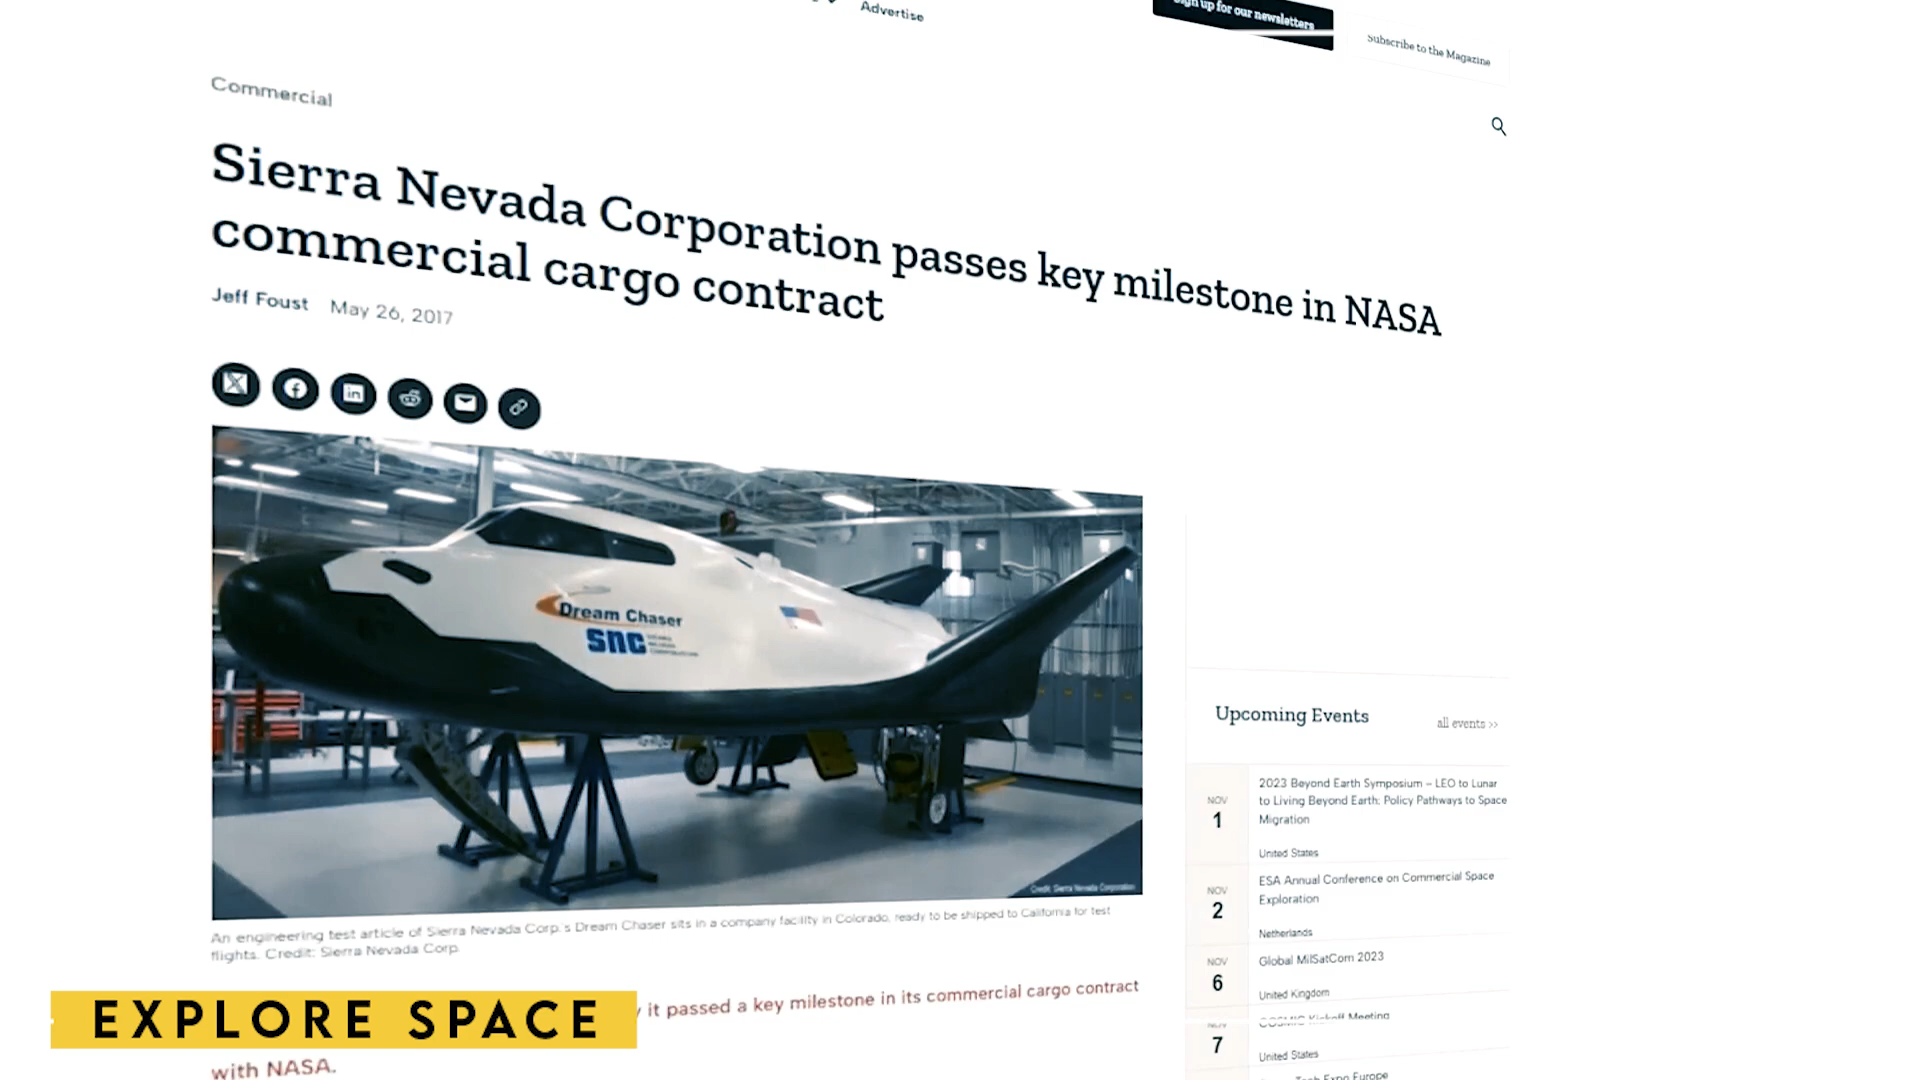 Advertise
Sign up for our newsletters
Subscribe to the Magazine
Commercial
Sierra Nevada Corporation passes key milestone in NASA
commercial cargo contract
Jeff Foust May 26, 2017
Dream Chaser
snc
Credit: Sierra Nevada Corporation
An engineering test article of Sierra Nevada Corp.'s Dream Chaser sits in a company facility in Colorado, ready to be shipped to California for test
flights. Credit: Sierra Nevada Corp.
it passed a key milestone in its commercial cargo contract
with NASA.
EXPLORE SPACE
Upcoming Events all events >>
NOV
1
2023 Beyond Earth Symposium – LEO to Lunar
to Living Beyond Earth: Policy Pathways to Space
Migration
United States
NOV
2
ESA Annual Conference on Commercial Space
Exploration
Netherlands
NOV
6
Global MilSatCom 2023
United Kingdom
NOV
7
COSMIC Kickoff Meeting
United States
Tech Expo Europe